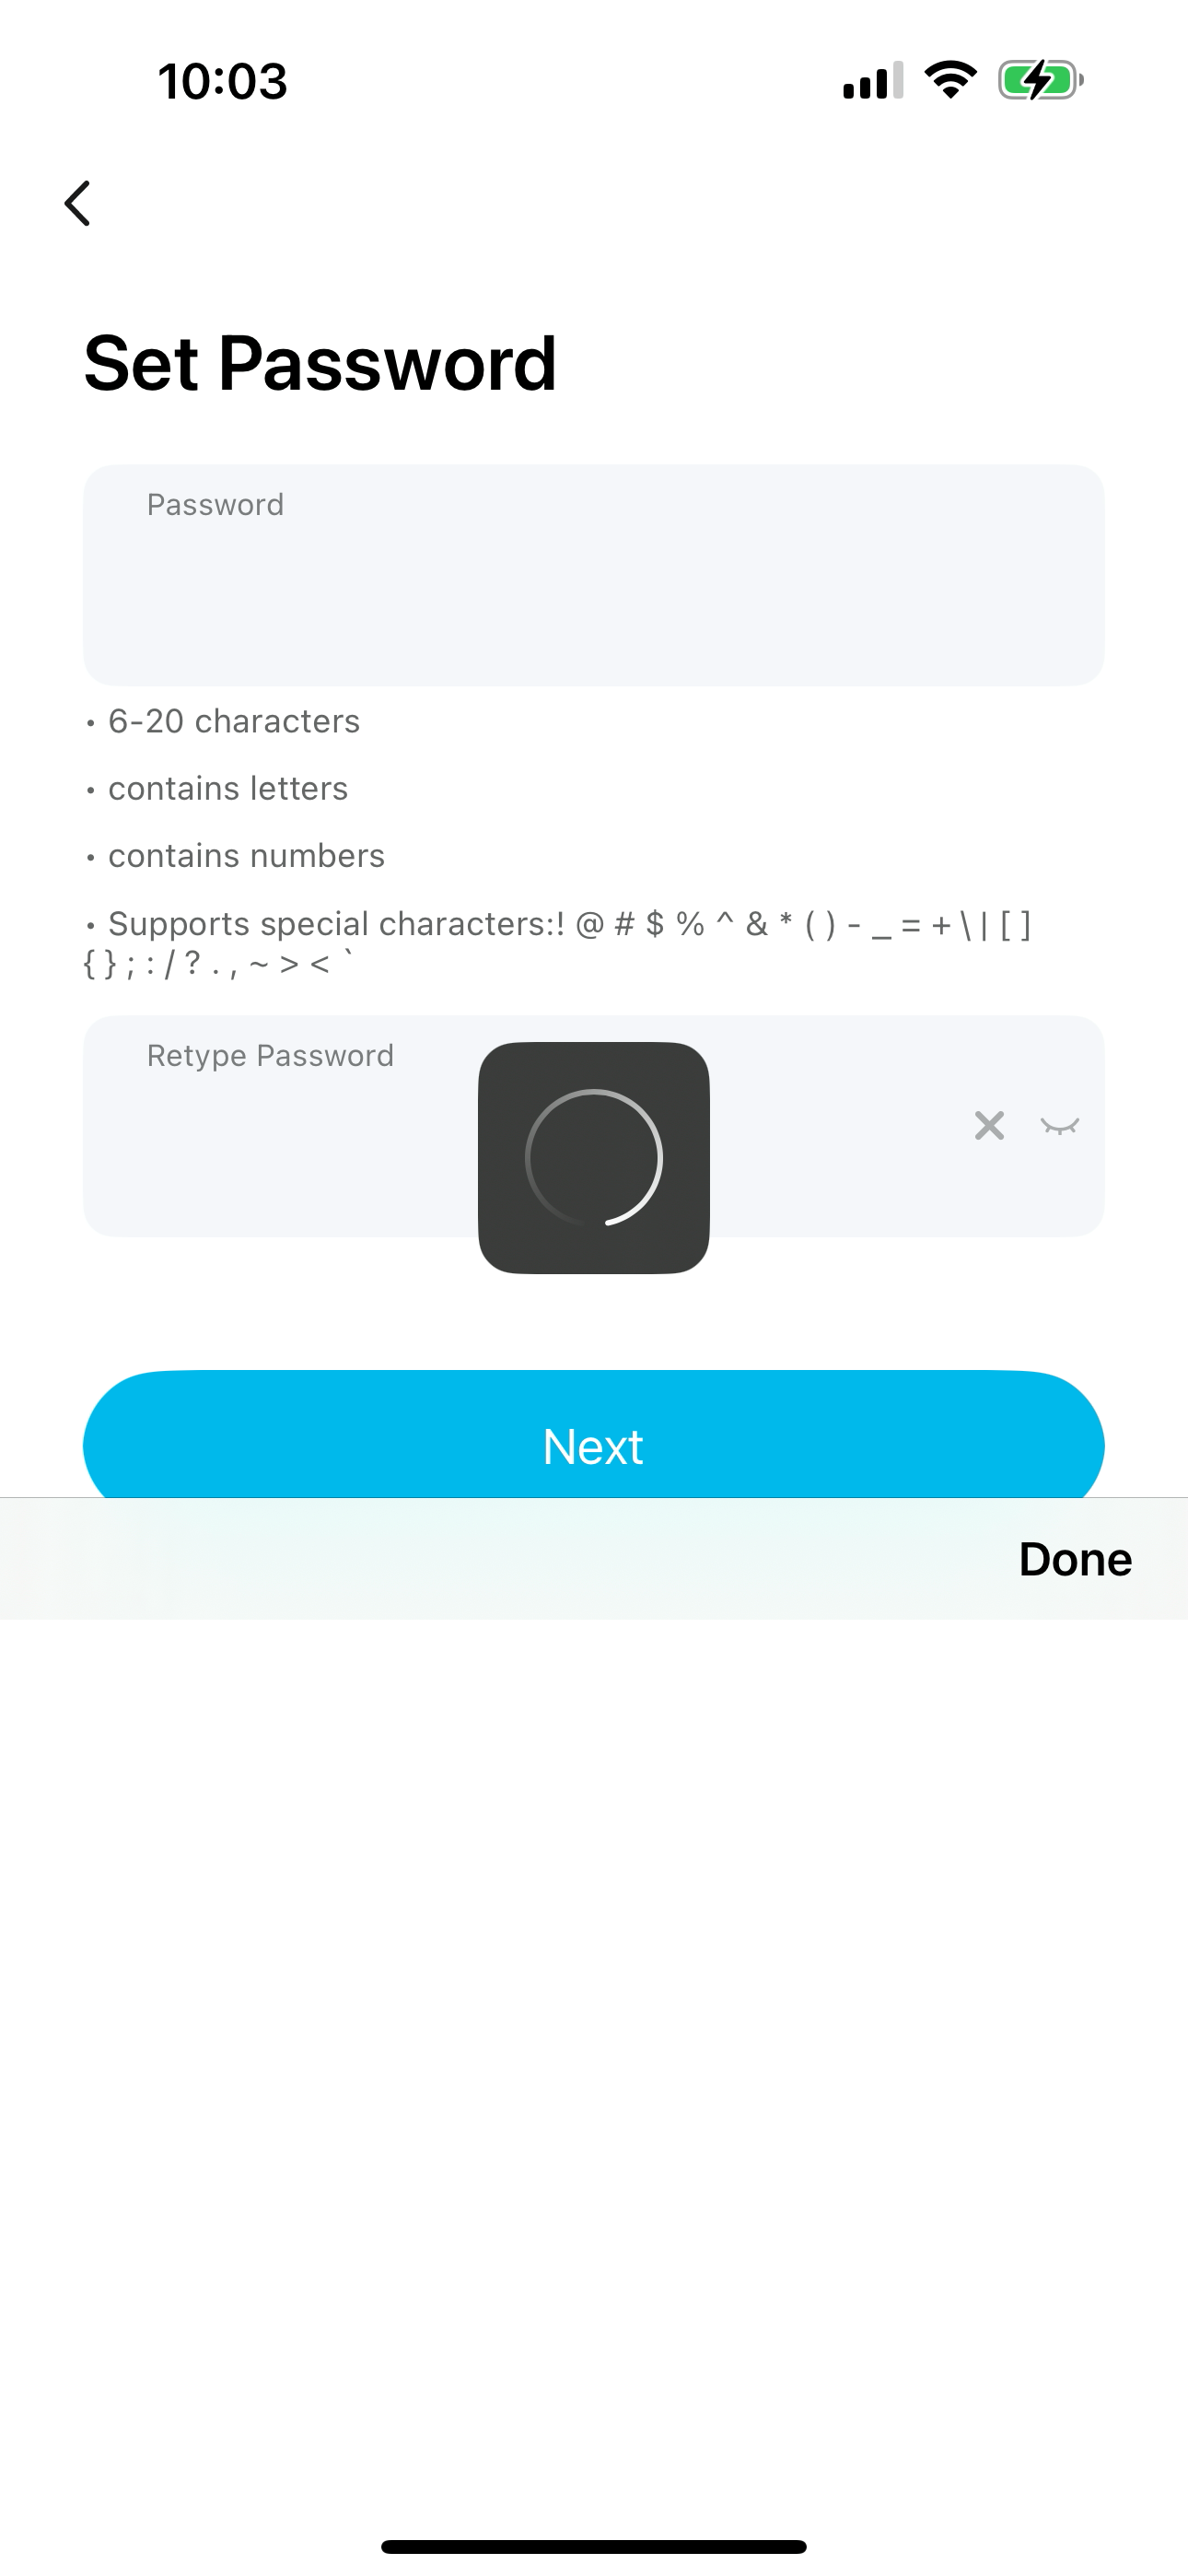 10:03
Set Password
Password
• 6-20 characters
• contains letters
• contains numbers
• Supports special characters:! @ # $ % ^ & * ( ) - _ = + \ | [ ]
{ } ; : / ? . , ~ > < `
Retype Password
Next
Done